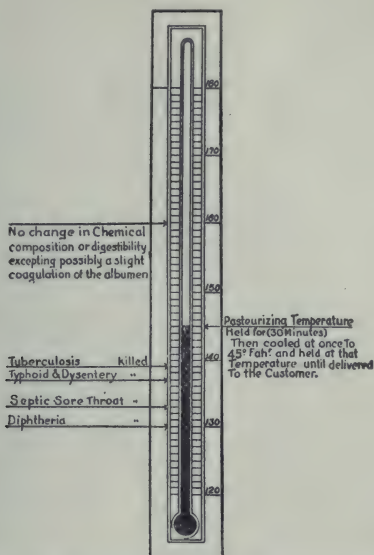 180
170
160
No change in Chemical
composition or digestibility
excepting possibly a slight
coagulation of the albumen
150
Pastourizing Temperature
Held for (30 Minutes)
Then cooled at once To
45° Fah! and held at that
Temperature until delivered
To the Customer.
140
Tuberculosis killed
Typhoid & Dysentery "
Septic Sore Throat "
130
Diphtheria "
120